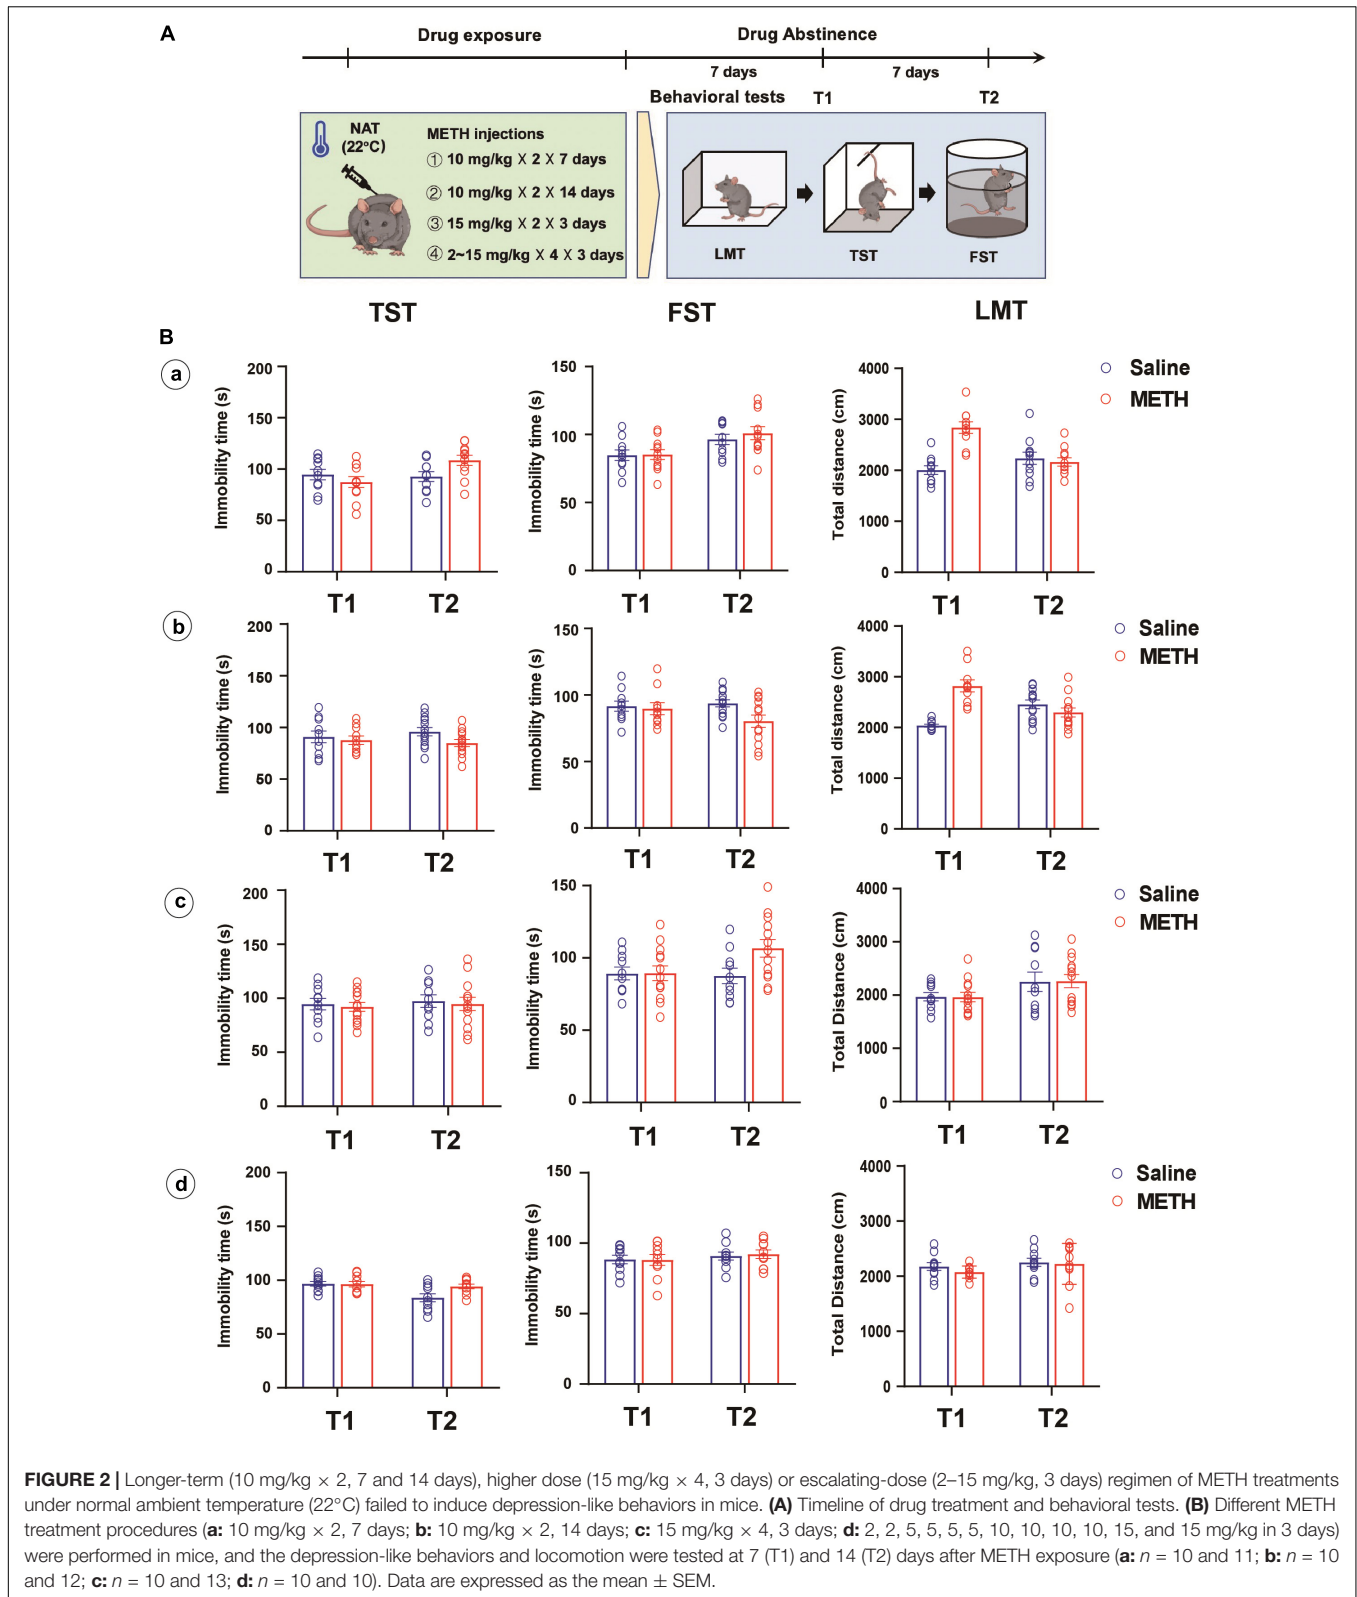 A
Drug exposure
Drug Abstinence
7 days
7 days
Behavioral tests
T1
T2
NAT
(22°C)
METH injections
① 10 mg/kg X 2 X 7 days
② 10 mg/kg X 2 X 14 days
③ 15 mg/kg X 2 X 3 days
④ 2~15 mg/kg X 4 X 3 days
LMT
TST
FST
TST
FST
LMT
B
a
Immobility time (s)
200
150
100
50
0
T1
T2
Immobility time (s)
150
100
50
0
T1
T2
Total distance (cm)
4000
3000
2000
1000
0
T1
T2
Saline
METH
b
Immobility time (s)
200
150
100
50
0
T1
T2
Immobility time (s)
150
100
50
0
T1
T2
Total distance (cm)
4000
3000
2000
1000
0
T1
T2
Saline
METH
c
Immobility time (s)
200
150
100
50
0
T1
T2
Immobility time (s)
150
100
50
0
T1
T2
Total Distance (cm)
4000
3000
2000
1000
0
T1
T2
Saline
METH
d
Immobility time (s)
200
150
100
50
0
T1
T2
Immobility time (s)
150
100
50
0
T1
T2
Total Distance (cm)
4000
3000
2000
1000
0
T1
T2
Saline
METH
FIGURE 2 | Longer-term (10 mg/kg × 2, 7 and 14 days), higher dose (15 mg/kg × 4, 3 days) or escalating-dose (2–15 mg/kg, 3 days) regimen of METH treatments
under normal ambient temperature (22°C) failed to induce depression-like behaviors in mice. (A) Timeline of drug treatment and behavioral tests. (B) Different METH
treatment procedures (a: 10 mg/kg × 2, 7 days; b: 10 mg/kg × 2, 14 days; c: 15 mg/kg × 4, 3 days; d: 2, 2, 5, 5, 5, 5, 10, 10, 10, 10, 15, and 15 mg/kg in 3 days)
were performed in mice, and the depression-like behaviors and locomotion were tested at 7 (T1) and 14 (T2) days after METH exposure (a: n = 10 and 11; b: n = 10
and 12; c: n = 10 and 13; d: n = 10 and 10). Data are expressed as the mean ± SEM.